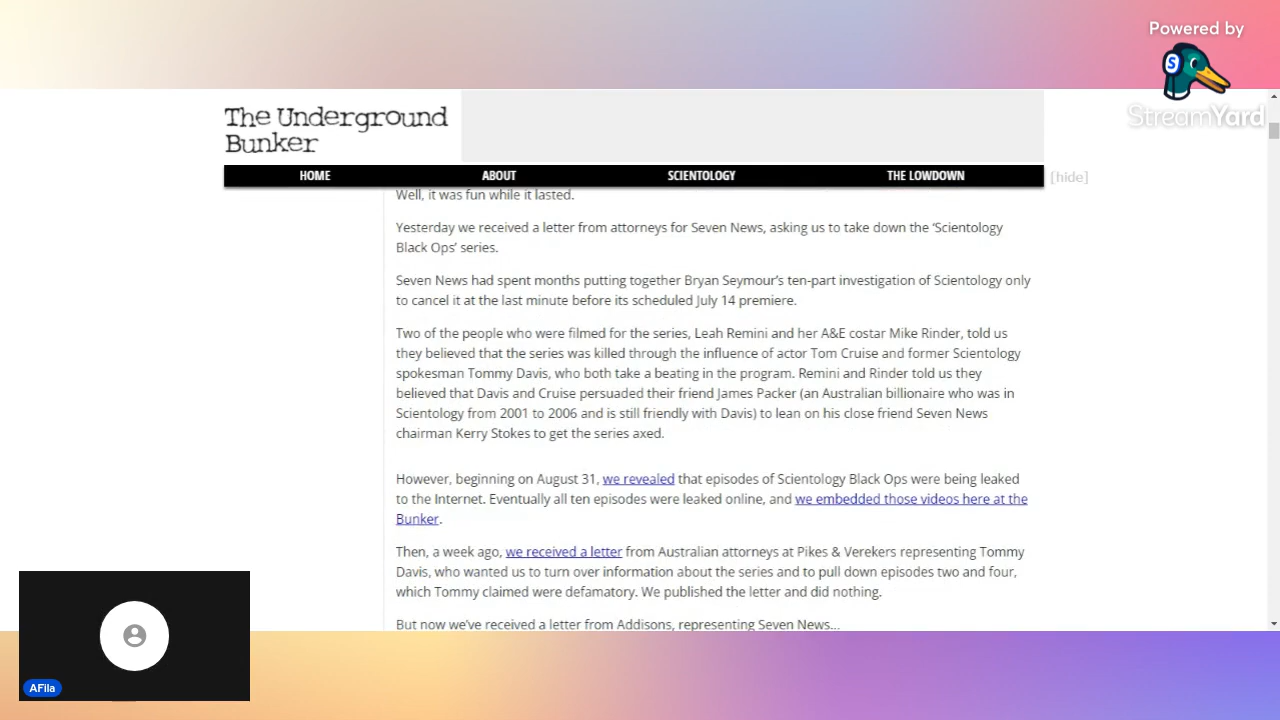 Powered by
S
StreamYard
The Underground
Bunker
HOME ABOUT SCIENTOLOGY THE LOWDOWN
[hide]
Well, it was fun while it lasted.
Yesterday we received a letter from attorneys for Seven News, asking us to take down the ‘Scientology
Black Ops’ series.
Seven News had spent months putting together Bryan Seymour’s ten-part investigation of Scientology only
to cancel it at the last minute before its scheduled July 14 premiere.
Two of the people who were filmed for the series, Leah Remini and her A&E costar Mike Rinder, told us
they believed that the series was killed through the influence of actor Tom Cruise and former Scientology
spokesman Tommy Davis, who both take a beating in the program. Remini and Rinder told us they
believed that Davis and Cruise persuaded their friend James Packer (an Australian billionaire who was in
Scientology from 2001 to 2006 and is still friendly with Davis) to lean on his close friend Seven News
chairman Kerry Stokes to get the series axed.
However, beginning on August 31, we revealed that episodes of Scientology Black Ops were being leaked
to the Internet. Eventually all ten episodes were leaked online, and we embedded those videos here at the
Bunker.
Then, a week ago, we received a letter from Australian attorneys at Pikes & Verekers representing Tommy
Davis, who wanted us to turn over information about the series and to pull down episodes two and four,
which Tommy claimed were defamatory. We published the letter and did nothing.
But now we’ve received a letter from Addisons, representing Seven News…
AFila